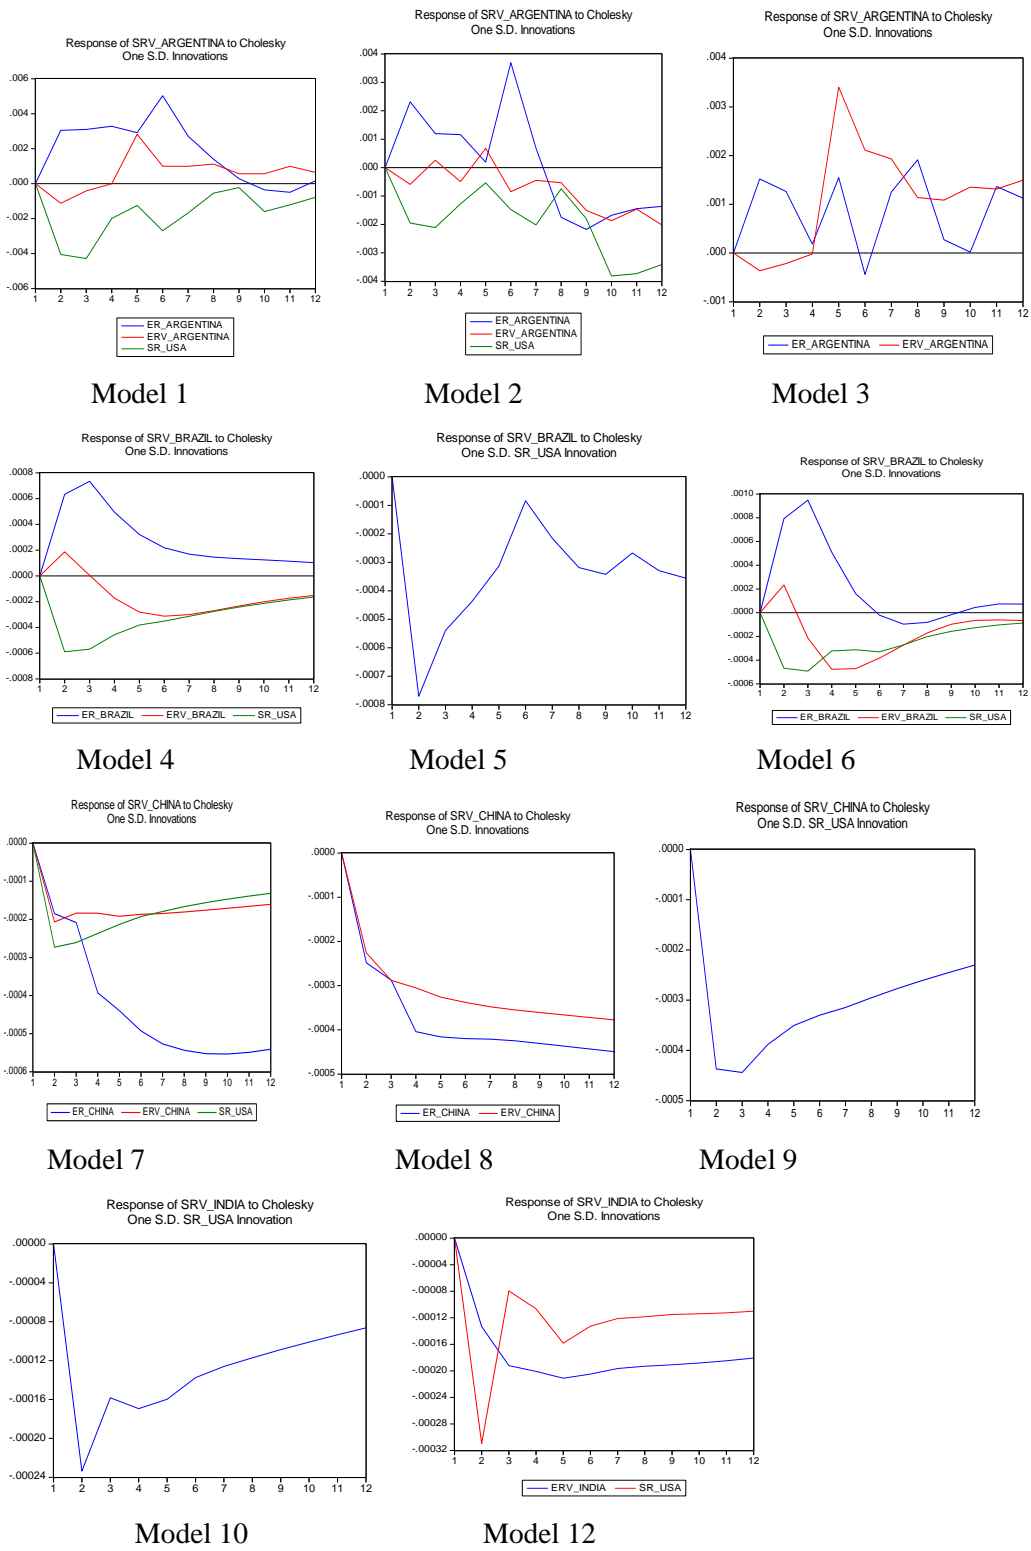 Response of SRV_ARGENTINA to Cholesky
One S.D. Innovations
.006
.004
.002
.000
-.002
-.004
-.006
1 2 3 4 5 6 7 8 9 10 11 12
ER_ARGENTINA
ERV_ARGENTINA
SR_USA
Model 1
Response of SRV_ARGENTINA to Cholesky
One S.D. Innovations
.004
.003
.002
.001
.000
-.001
-.002
-.003
-.004
1 2 3 4 5 6 7 8 9 10 11 12
ER_ARGENTINA
ERV_ARGENTINA
SR_USA
Model 2
Response of SRV_ARGENTINA to Cholesky
One S.D. Innovations
.004
.003
.002
.001
.000
-.001
1 2 3 4 5 6 7 8 9 10 11 12
ER_ARGENTINA ERV_ARGENTINA
Model 3
Response of SRV_BRAZIL to Cholesky
One S.D. Innovations
.0008
.0006
.0004
.0002
.0000
-.0002
-.0004
-.0006
-.0008
1 2 3 4 5 6 7 8 9 10 11 12
ER_BRAZIL ERV_BRAZIL SR_USA
Model 4
Response of SRV_BRAZIL to Cholesky
One S.D. SR_USA Innovation
.0000
-.0001
-.0002
-.0003
-.0004
-.0005
-.0006
-.0007
-.0008
1 2 3 4 5 6 7 8 9 10 11 12
Model 5
Response of SRV_BRAZIL to Cholesky
One S.D. Innovations
.0010
.0008
.0006
.0004
.0002
.0000
-.0002
-.0004
-.0006
1 2 3 4 5 6 7 8 9 10 11 12
ER_BRAZIL ERV_BRAZIL SR_USA
Model 6
Response of SRV_CHINA to Cholesky
One S.D. Innovations
.0000
-.0001
-.0002
-.0003
-.0004
-.0005
-.0006
1 2 3 4 5 6 7 8 9 10 11 12
ER_CHINA ERV_CHINA SR_USA
Model 7
Response of SRV_CHINA to Cholesky
One S.D. Innovations
.0000
-.0001
-.0002
-.0003
-.0004
-.0005
1 2 3 4 5 6 7 8 9 10 11 12
ER_CHINA ERV_CHINA
Model 8
Response of SRV_CHINA to Cholesky
One S.D. SR_USA Innovation
.0000
-.0001
-.0002
-.0003
-.0004
-.0005
1 2 3 4 5 6 7 8 9 10 11 12
Model 9
Response of SRV_INDIA to Cholesky
One S.D. SR_USA Innovation
.00000
-.00004
-.00008
-.00012
-.00016
-.00020
-.00024
1 2 3 4 5 6 7 8 9 10 11 12
Model 10
Response of SRV_INDIA to Cholesky
One S.D. Innovations
.00000
-.00004
-.00008
-.00012
-.00016
-.00020
-.00024
-.00028
-.00032
1 2 3 4 5 6 7 8 9 10 11 12
ERV_INDIA SR_USA
Model 12